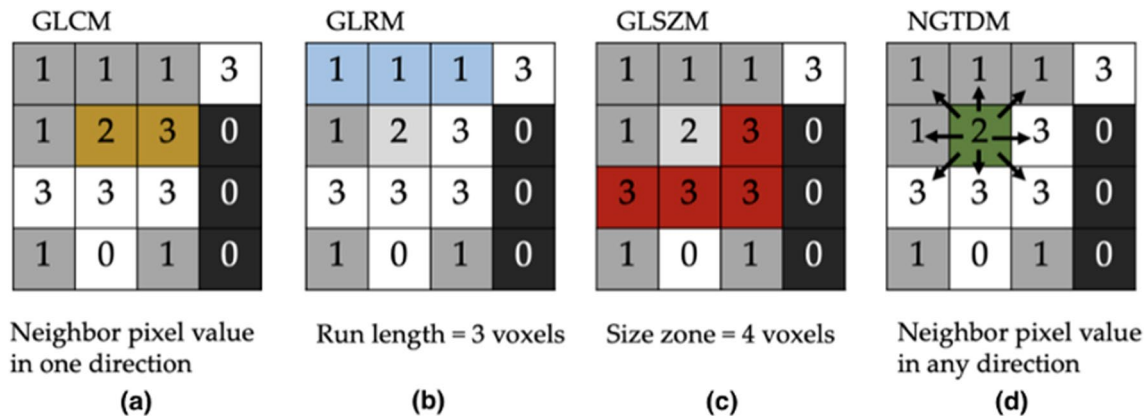 GLCM GLRM GLSZM NGTDM
1 1 1 3 1 1 1 3 1 1 1 3 1 1 1 3
1 2 3 0 1 2 3 0 1 2 3 0 1 2 3 0
3 3 3 0 3 3 3 0 3 3 3 0 3 3 3 0
1 0 1 0 1 0 1 0 1 0 1 0 1 0 1 0
Neighbor pixel value
in one direction
Run length = 3 voxels
Size zone = 4 voxels
Neighbor pixel value
in any direction
(a) (b) (c) (d)